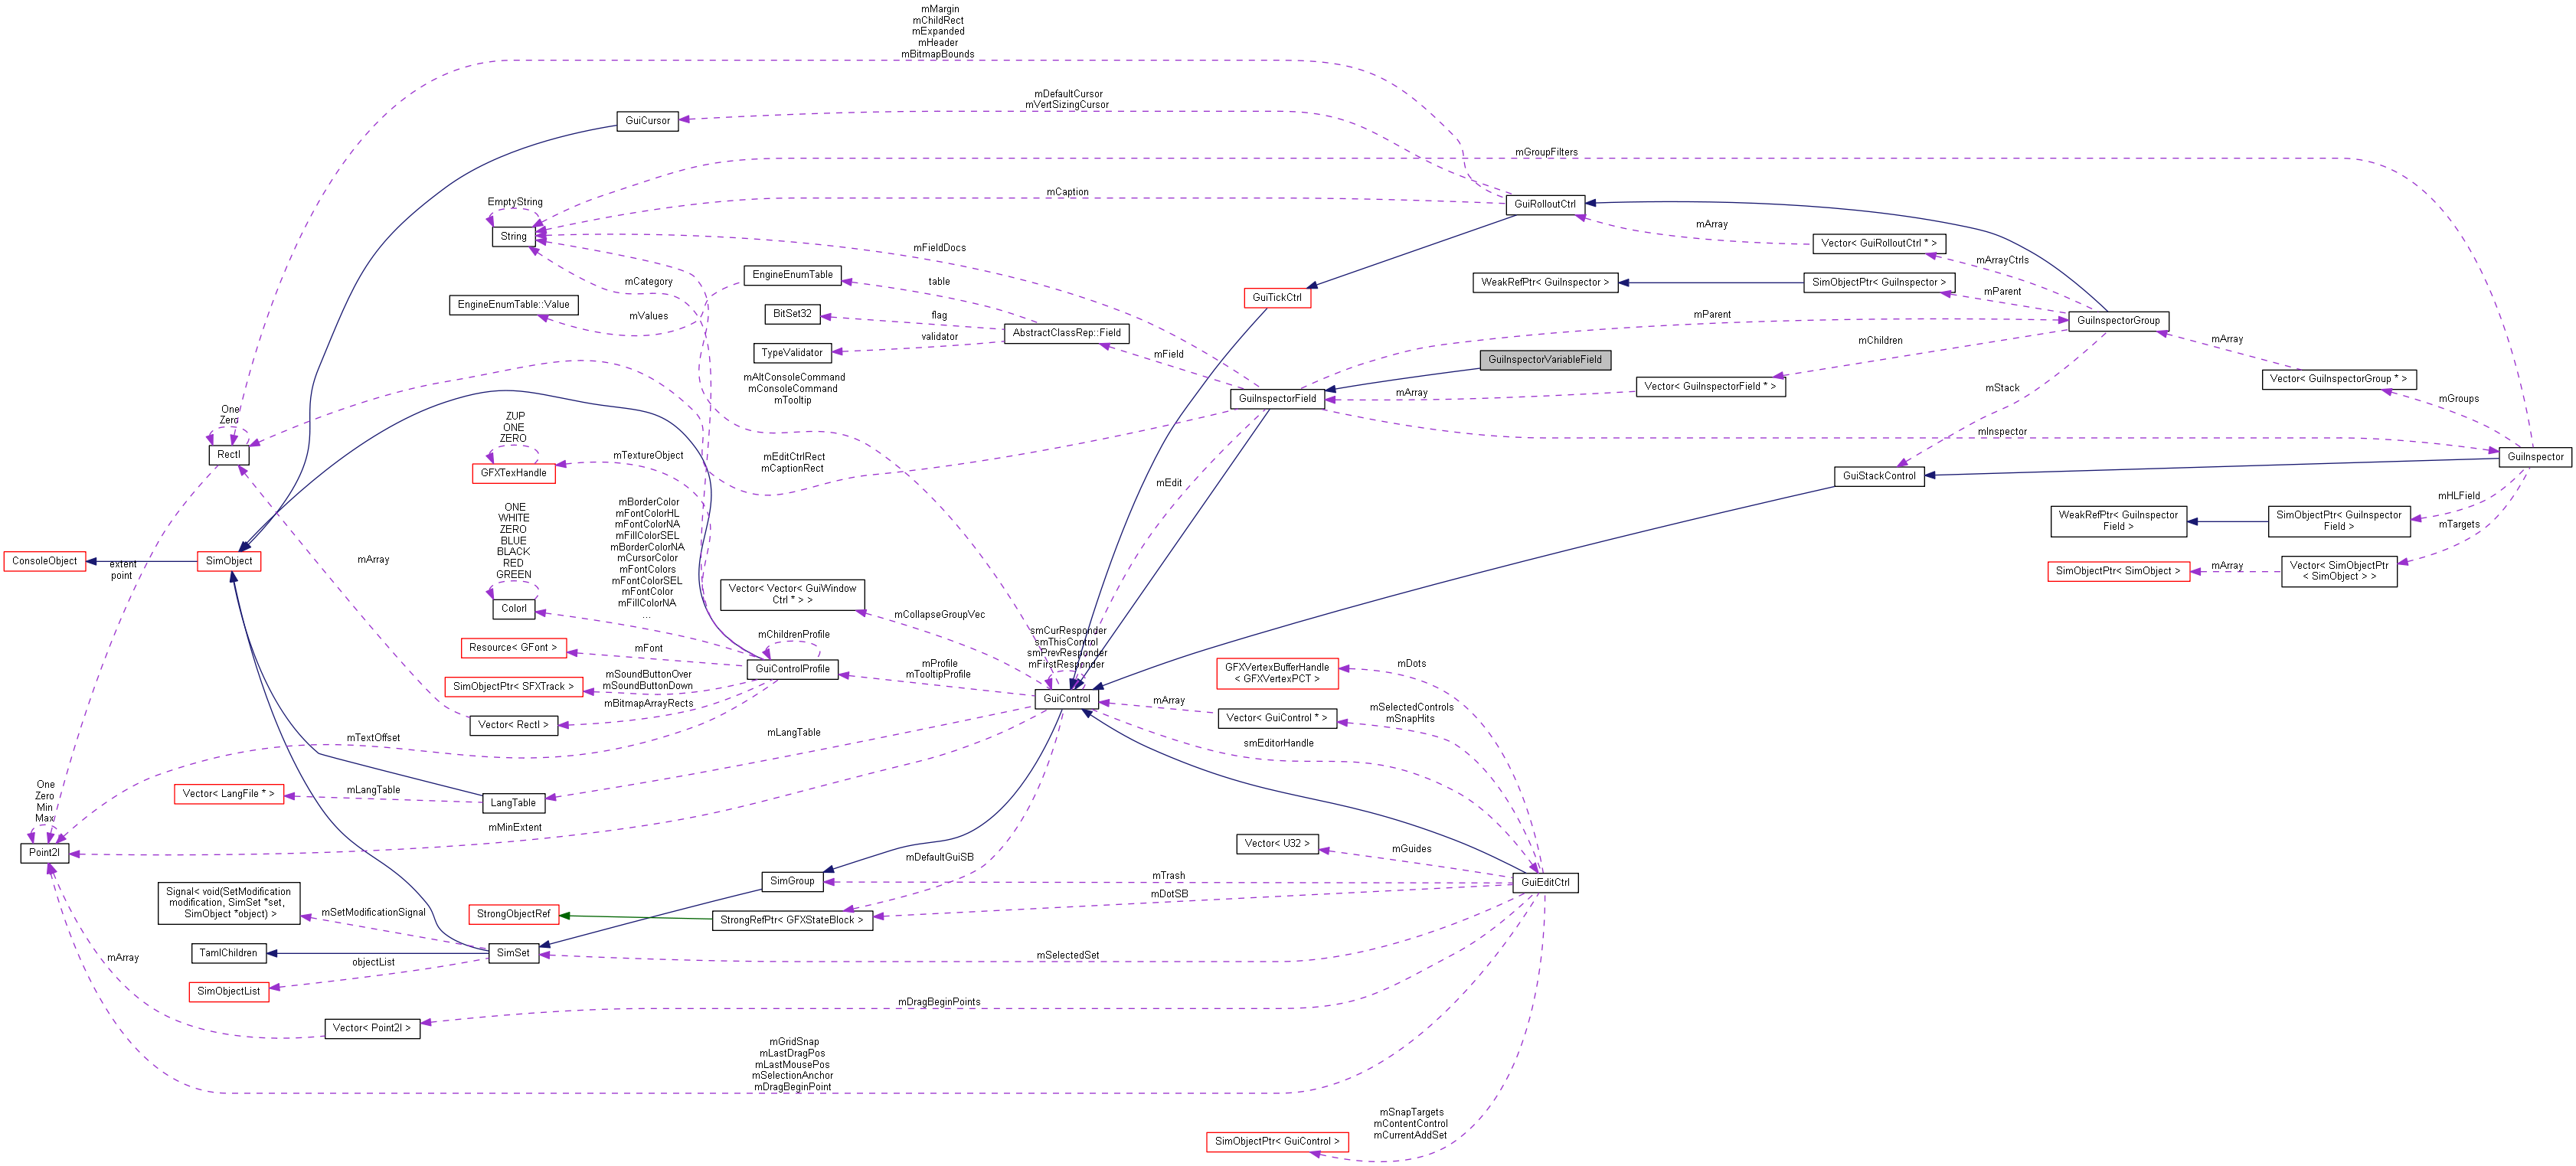 mMargin
mChildRect
mExpanded
mHeader
mBitmapBounds
mDefaultCursor
mVertSizingCursor
GuiCursor
mGroupFilters
mCaption
GuiRolloutCtrl
EmptyString
String
mFieldDocs
mArray
Vector< GuiRolloutCtrl * >
mArrayCtrls
mCategory
EngineEnumTable
table
WeakRefPtr< GuiInspector >
SimObjectPtr< GuiInspector >
mParent
GuiTickCtrl
EngineEnumTable::Value
mValues
BitSet32
flag
AbstractClassRep::Field
mParent
GuiInspectorGroup
validator
TypeValidator
mField
GuiInspectorVariableField
mChildren
mArray
mAltConsoleCommand
mConsoleCommand
mTooltip
GuiInspectorField
mArray
Vector< GuiInspectorField * >
mStack
Vector< GuiInspectorGroup * >
mGroups
One
Zero
RectI
ZUP
ONE
ZERO
GFXTexHandle
mTextureObject
mEditCtrlRect
mCaptionRect
mEdit
mInspector
GuiInspector
GuiStackControl
mHLField
mTargets
WeakRefPtr< GuiInspector
Field >
SimObjectPtr< GuiInspector
Field >
ONE
WHITE
ZERO
BLUE
BLACK
RED
GREEN
ColorI
mBorderColor
mFontColorHL
mFontColorNA
mFillColorSEL
mBorderColorNA
mCursorColor
mFontColors
mFontColorSEL
mFontColor
mFillColorNA
...
ConsoleObject
SimObject
extent
point
mArray
SimObjectPtr< SimObject >
mArray
Vector< SimObjectPtr
< SimObject > >
Vector< Vector< GuiWindow
Ctrl * > >
mCollapseGroupVec
smCurResponder
smThisControl
smPrevResponder
mFirstResponder
mChildrenProfile
GuiControlProfile
Resource< GFont >
mFont
mProfile
mTooltipProfile
SimObjectPtr< SFXTrack >
mSoundButtonOver
mSoundButtonDown
mBitmapArrayRects
Vector< RectI >
GuiControl
GFXVertexBufferHandle
< GFXVertexPCT >
mDots
mArray
Vector< GuiControl * >
mSelectedControls
mSnapHits
mTextOffset
mLangTable
smEditorHandle
One
Zero
Min
Max
Point2I
Vector< LangFile * >
mLangTable
LangTable
mMinExtent
Vector< U32 >
mGuides
mDefaultGuiSB
SimGroup
mTrash
GuiEditCtrl
mDotSB
Signal< void(SetModification
modification, SimSet *set,
SimObject *object) >
mSetModificationSignal
StrongObjectRef
StrongRefPtr< GFXStateBlock >
TamlChildren
SimSet
mArray
objectList
SimObjectList
mSelectedSet
mDragBeginPoints
Vector< Point2I >
mGridSnap
mLastDragPos
mLastMousePos
mSelectionAnchor
mDragBeginPoint
SimObjectPtr< GuiControl >
mSnapTargets
mContentControl
mCurrentAddSet